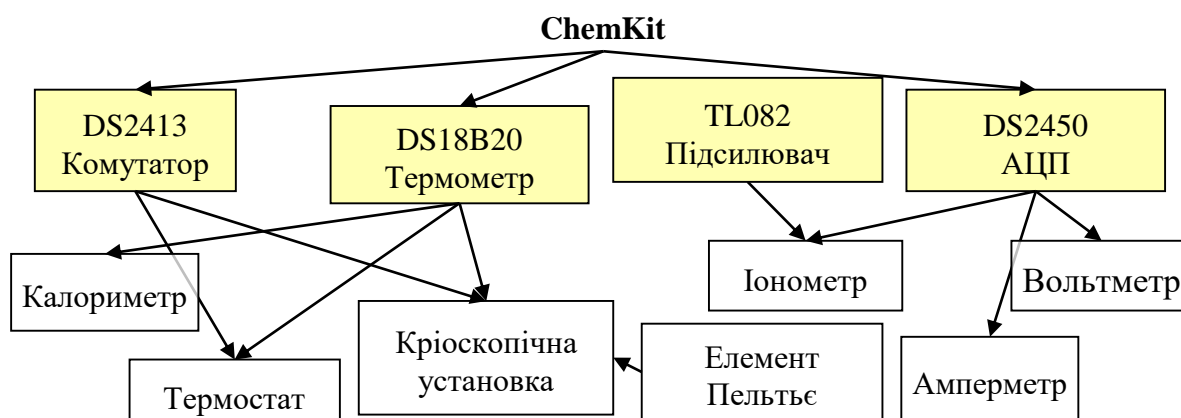 ChemKit
DS2413
Комутатор
DS18B20
Термометр
TL082
Підсилювач
DS2450
АЦП
Калориметр
Термостат
Кріоскопічна
установка
Елемент
Пельтьє
Іонометр
Амперметр
Вольтметр